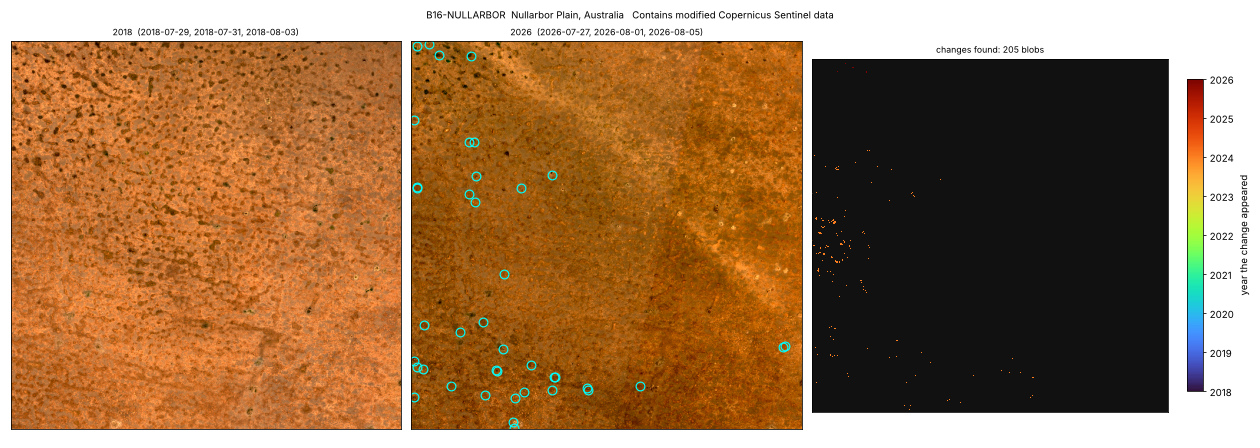 B16-NULLARBOR  Nullarbor Plain, Australia   Contains modified Copernicus Sentinel data
2018  (2018-07-29, 2018-07-31, 2018-08-03)
2026  (2026-07-27, 2026-08-01, 2026-08-05)
changes found: 205 blobs
2026
2025
2024
2023
2022
2021
2020
2019
2018
year the change appeared